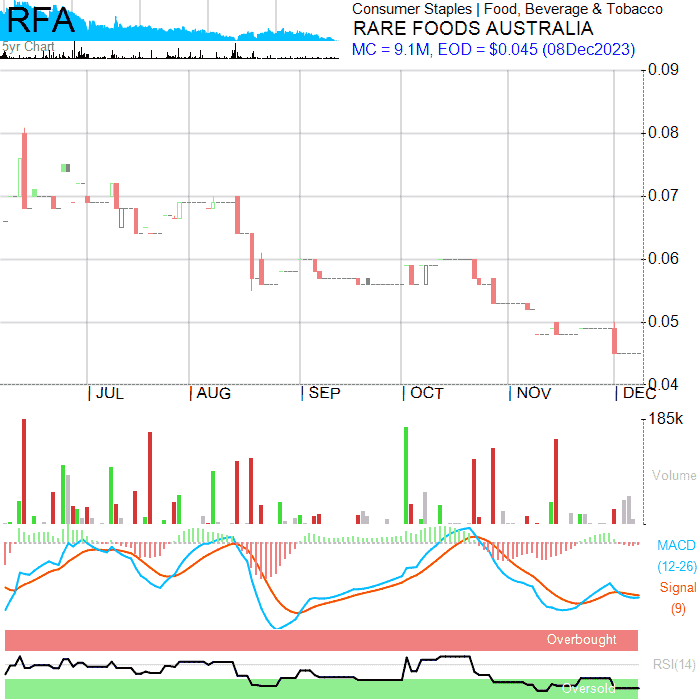 RFA
5yr Chart
Consumer Staples | Food, Beverage & Tobacco
RARE FOODS AUSTRALIA
MC = 9.1M, EOD = $0.045 (08Dec2023)
0.09
0.08
0.07
0.06
0.05
0.04
JUL
AUG
SEP
OCT
NOV
DEC
185k
Volume
MACD
(12-26)
Signal
(9)
Overbought
RSI(14)
Oversold